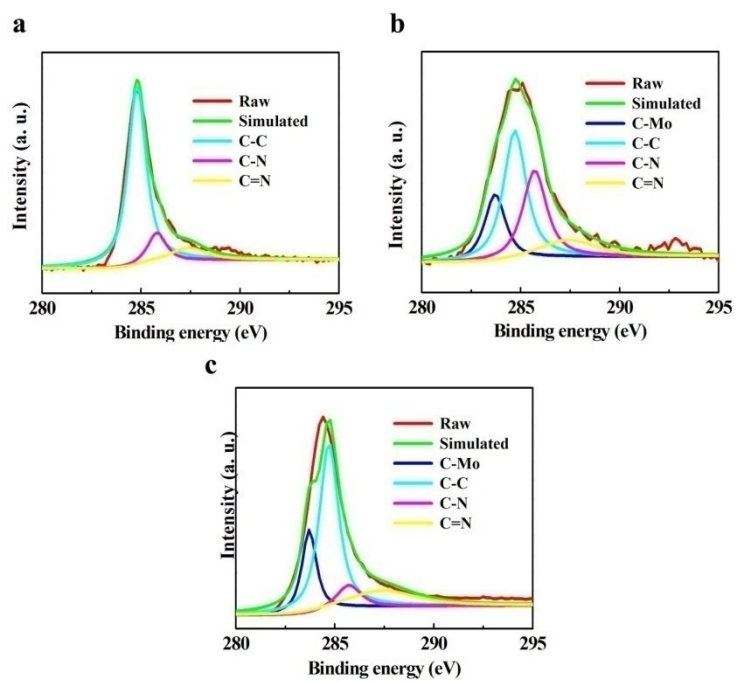 a
Intensity (a. u.)
Raw
Simulated
C-C
C-N
C=N
280 285 290 295
Binding energy (eV)
b
Intensity (a. u.)
Raw
Simulated
C-Mo
C-C
C-N
C=N
280 285 290 295
Binding energy (eV)
c
Intensity (a. u.)
Raw
Simulated
C-Mo
C-C
C-N
C=N
280 285 290 295
Binding energy (eV)